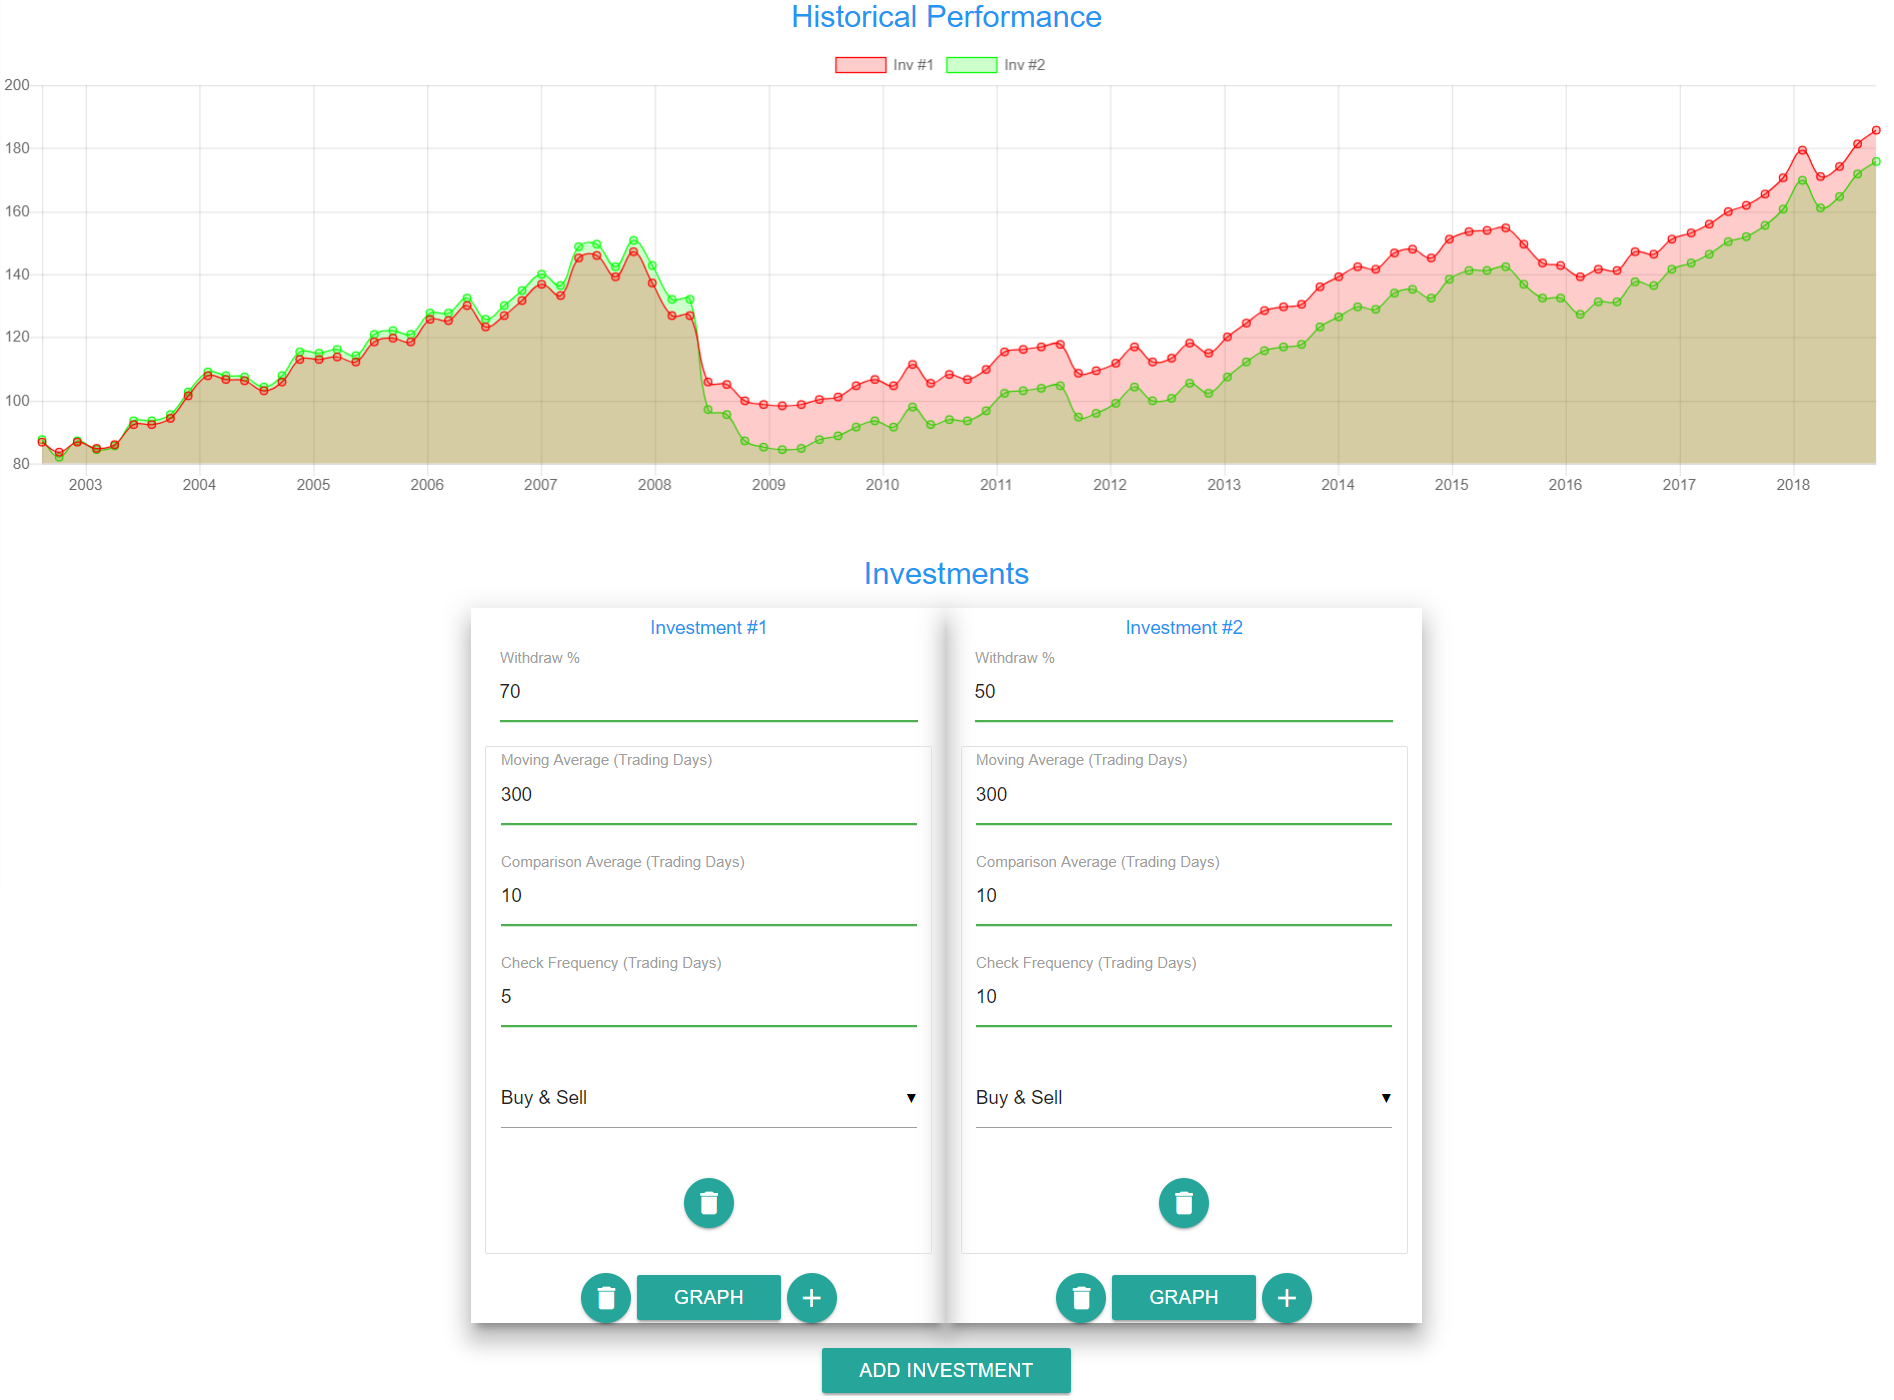 Historical Performance
Inv #1 Inv #2
200
180
160
140
120
100
80
2003 2004 2005 2006 2007 2008 2009 2010 2011 2012 2013 2014 2015 2016 2017 2018
Investments
Investment #1
Withdraw %
70
Moving Average (Trading Days)
300
Comparison Average (Trading Days)
10
Check Frequency (Trading Days)
5
Buy & Sell
GRAPH
Investment #2
Withdraw %
50
Moving Average (Trading Days)
300
Comparison Average (Trading Days)
10
Check Frequency (Trading Days)
10
Buy & Sell
GRAPH
ADD INVESTMENT